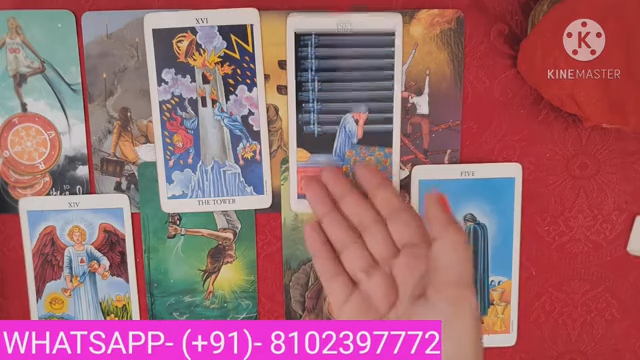 XVI
THE TOWER
KINEMASTER
XIV
FIVE
WHATSAPP- (+91)- 8102397772